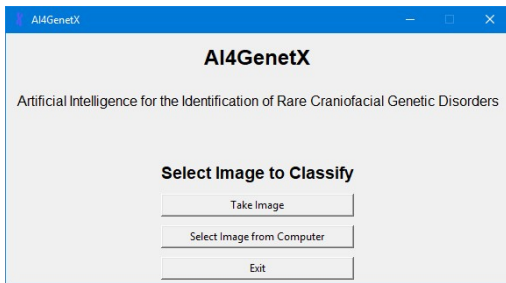 AI4GenetX
AI4GenetX
Artificial Intelligence for the Identification of Rare Craniofacial Genetic Disorders
Select Image to Classify
Take Image
Select Image from Computer
Exit